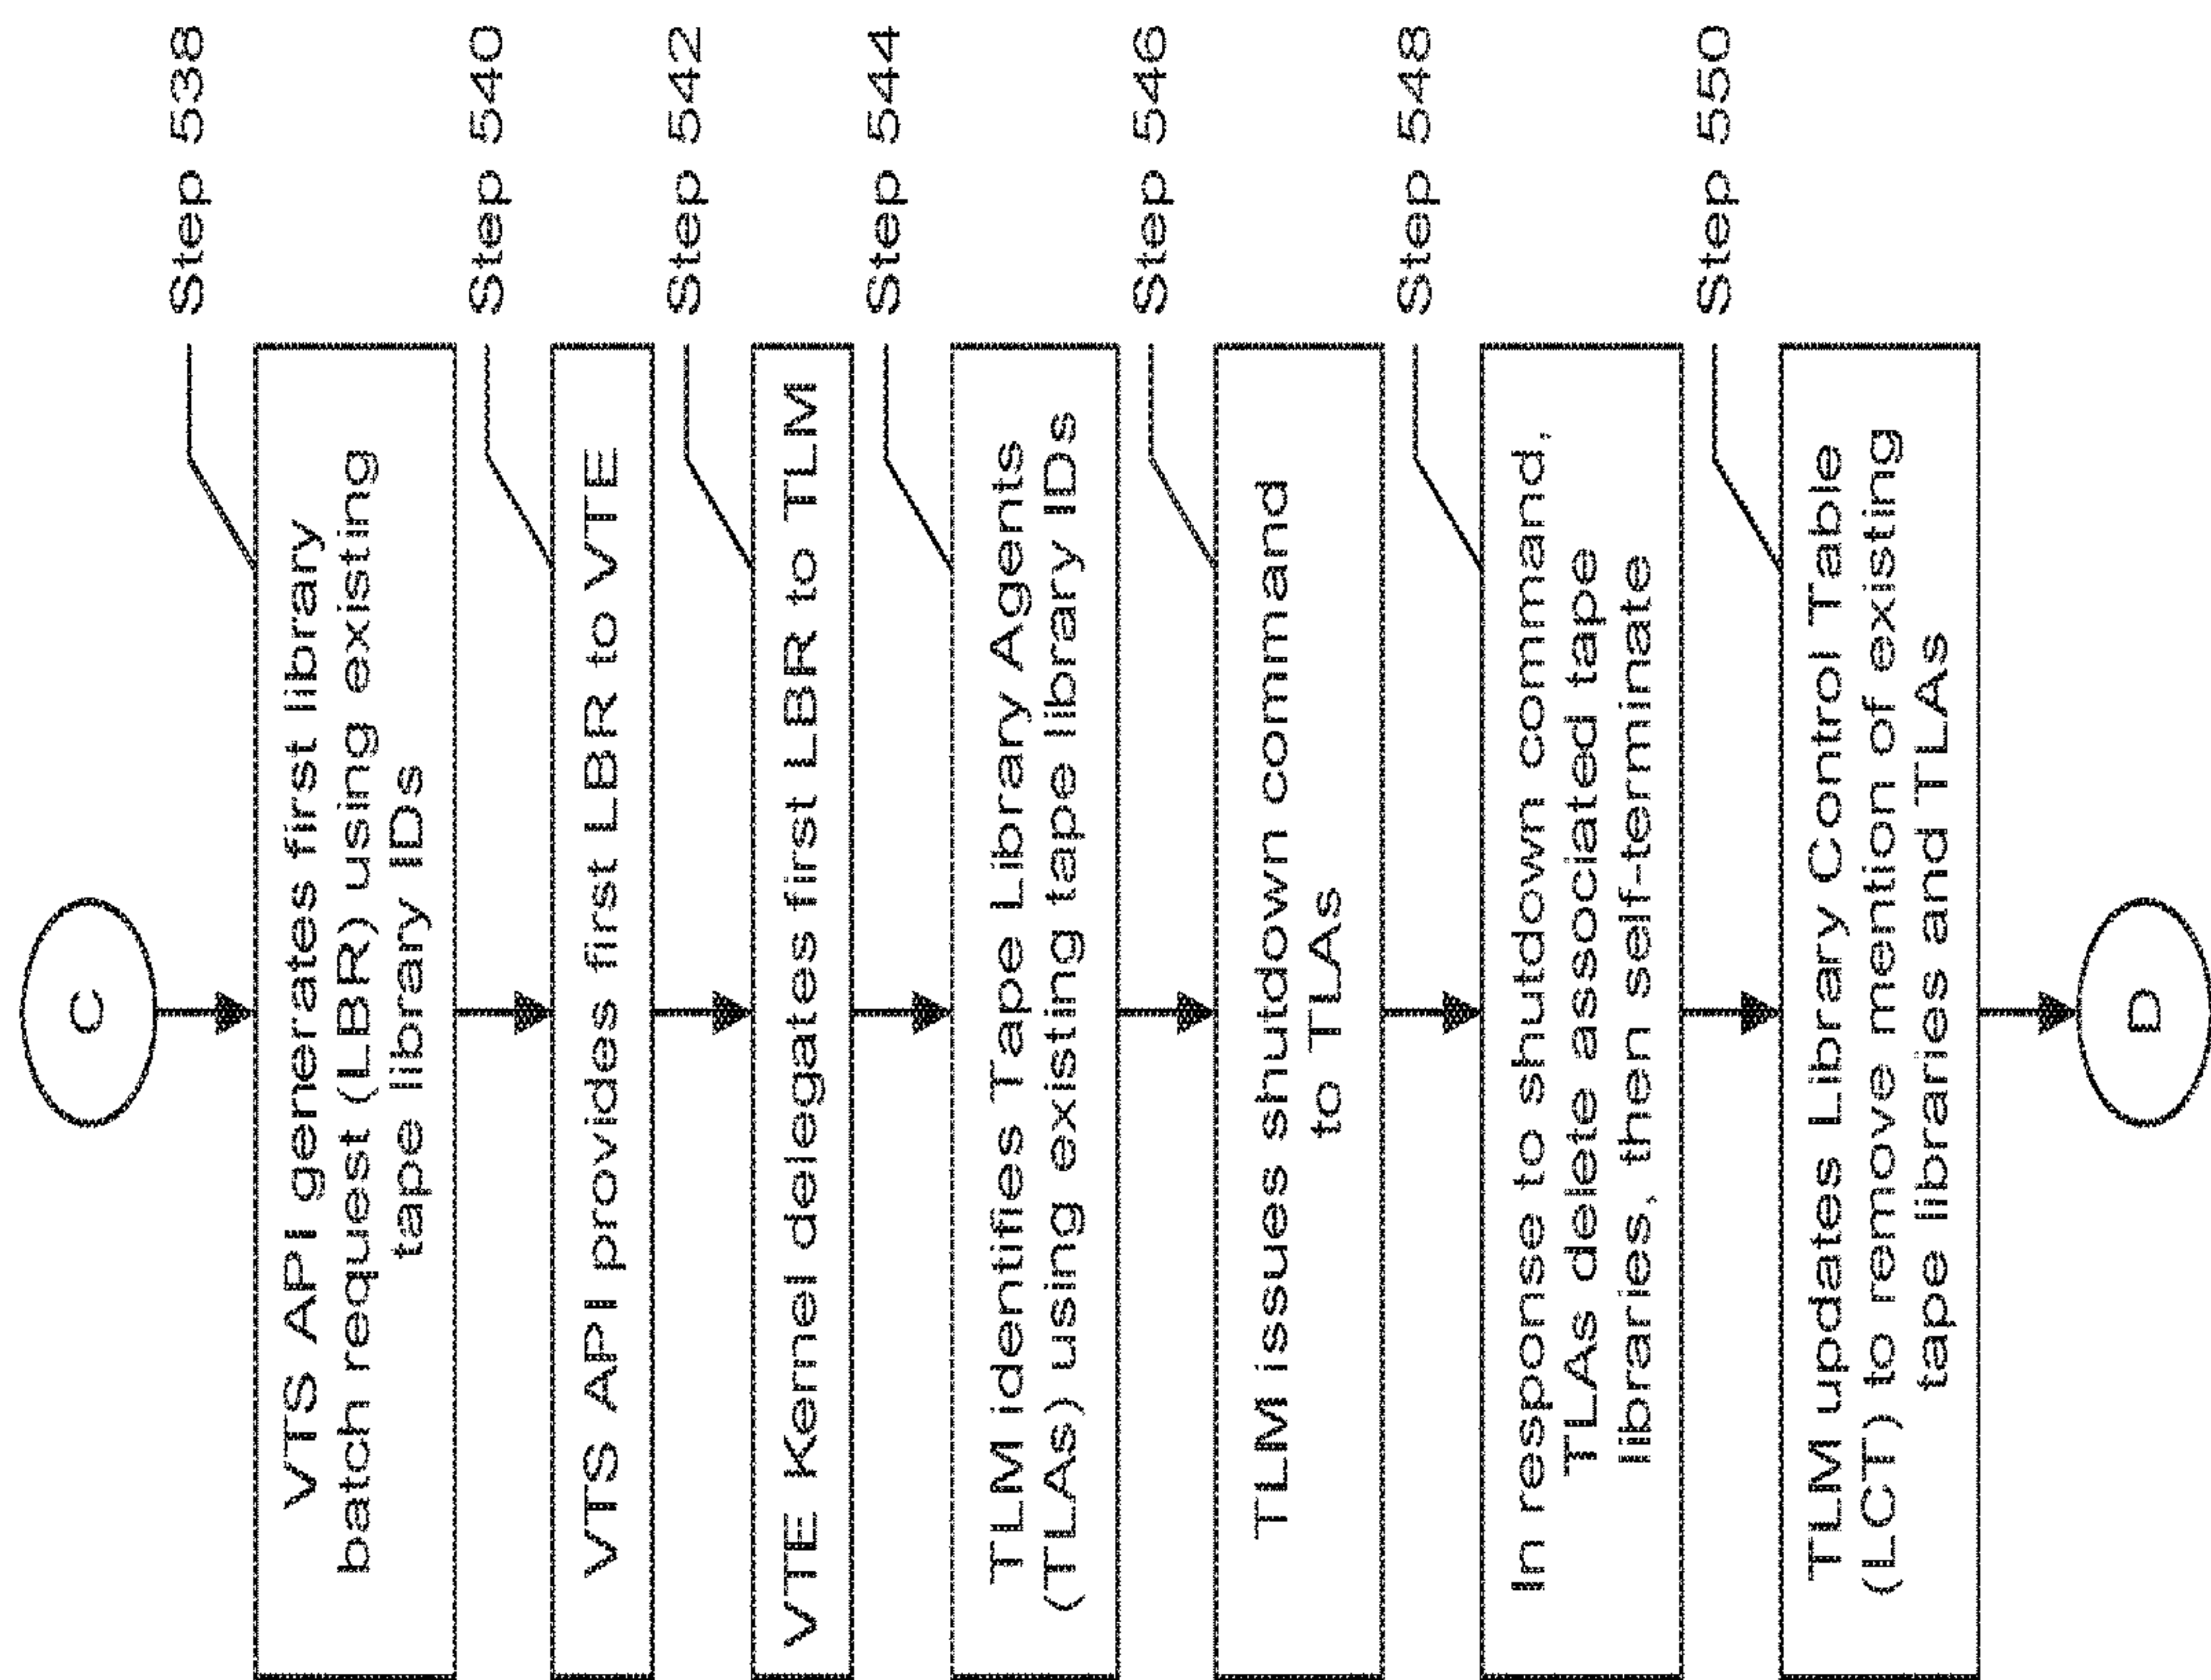 C
Step 538
VTS API generates first library
batch request (LBR) using existing
tape library IDs
Step 540
VTS API provides first LBR to VTE
Step 542
VTE Kernel delegates first LBR to TLM
Step 544
TLM identifies Tape Library Agents
(TLAs) using existing tape library IDs
Step 546
TLM issues shutdown command
to TLAs
Step 548
In response to shutdown command,
TLAs delete associated tape
libraries, then self-terminate
Step 550
TLM updates Library Control Table
(LCT) to remove mention of existing
tape libraries and TLAs
D